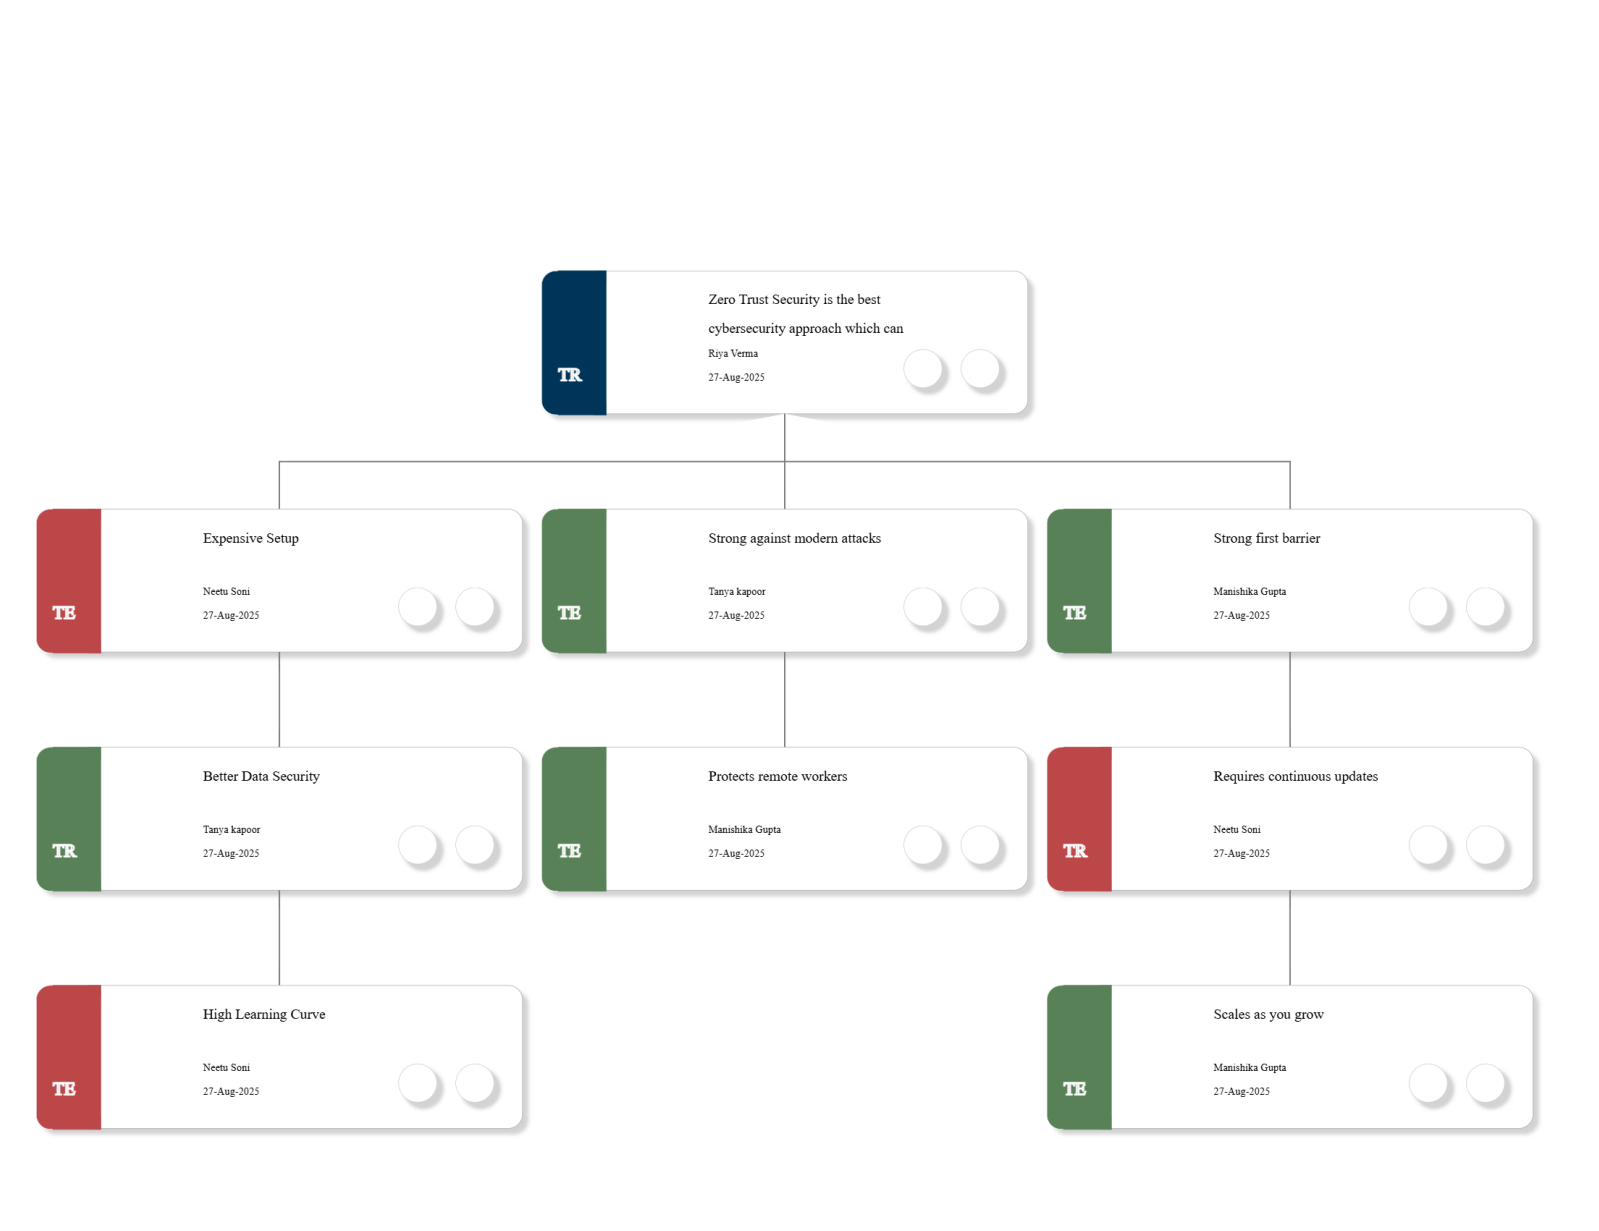 Zero Trust Security is the best
cybersecurity approach which can
Riya Verma
27-Aug-2025
TR
Expensive Setup
Neetu Soni
27-Aug-2025
TE
Strong against modern attacks
Tanya kapoor
27-Aug-2025
TE
Strong first barrier
Manishika Gupta
27-Aug-2025
TE
Better Data Security
Tanya kapoor
27-Aug-2025
TR
Protects remote workers
Manishika Gupta
27-Aug-2025
TE
Requires continuous updates
Neetu Soni
27-Aug-2025
TR
High Learning Curve
Neetu Soni
27-Aug-2025
TE
Scales as you grow
Manishika Gupta
27-Aug-2025
TE